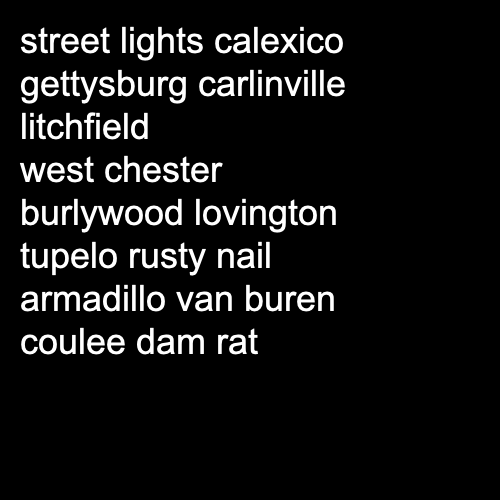 street lights calexico
gettysburg carlinville
litchfield
west chester
burlywood lovington
tupelo rusty nail
armadillo van buren
coulee dam rat